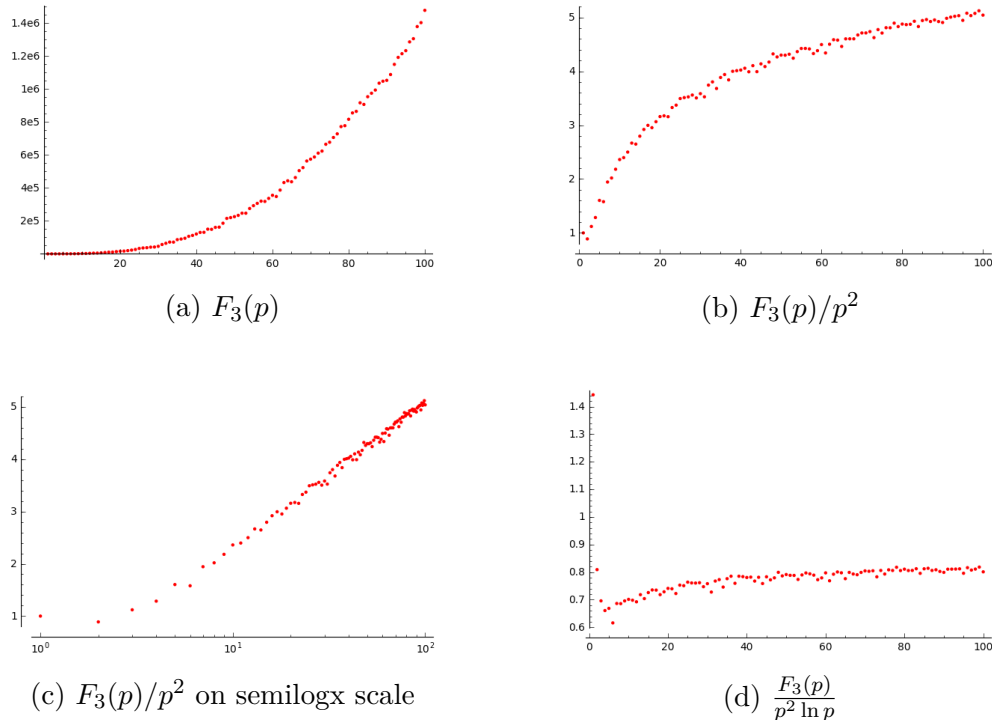 1.4e6
1.2e6
1e6
8e5
6e5
4e5
2e5
20 40 60 80 100
(a) F₃(p)
5
4
3
2
1
0 20 40 60 80 100
(b) F₃(p)/p²
5
4
3
2
1
10⁰ 10¹ 10²
(c) F₃(p)/p² on semilogx scale
1.4
1.3
1.2
1.1
1
0.9
0.8
0.7
0.6
0 20 40 60 80 100
(d) F₃(p)/(p² ln p)